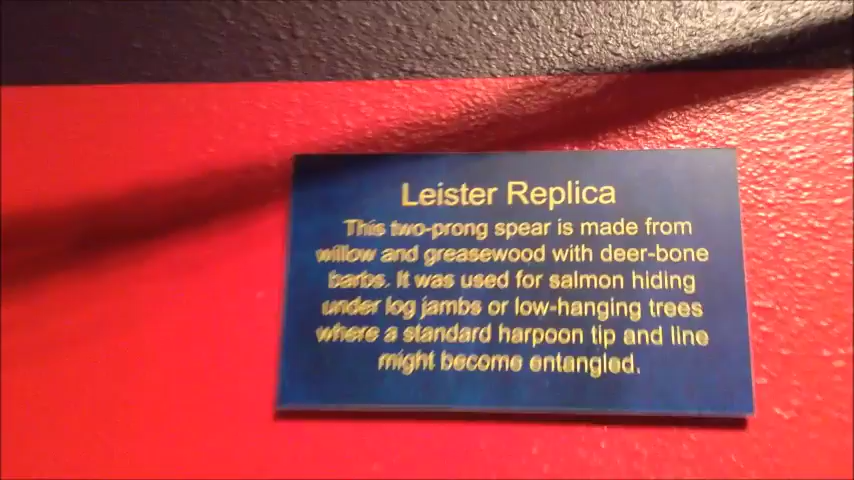 Leister Replica
This two-prong spear is made from
willow and greasewood with deer-bone
barbs. It was used for salmon hiding
under log jambs or low-hanging trees
where a standard harpoon tip and line
might become entangled.